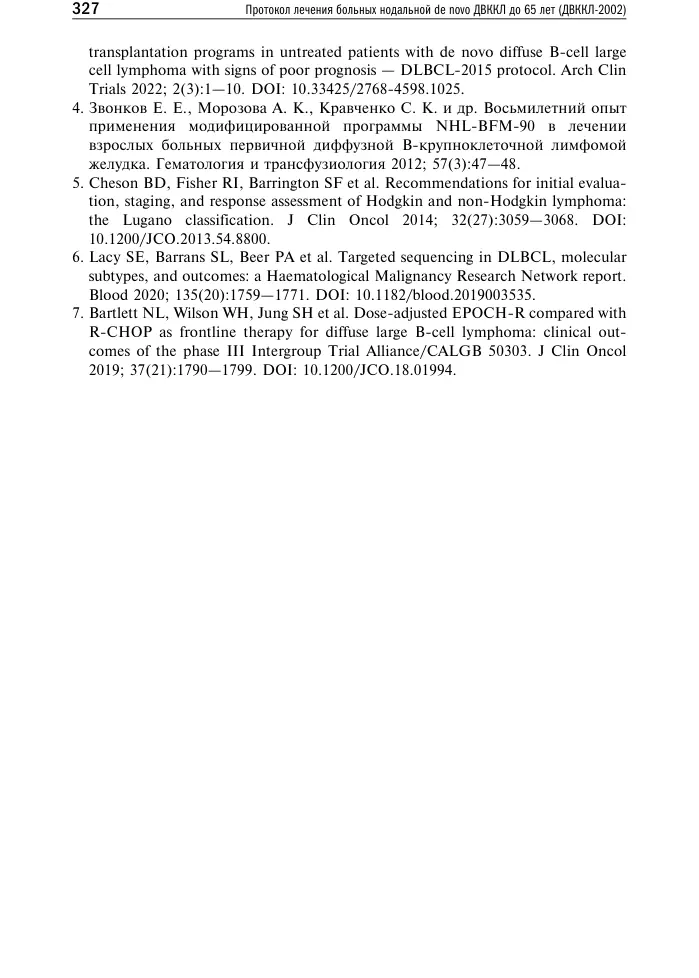 327
Протокол лечения больных нодальной de novo ДВККЛ до 65 лет (ДВККЛ-2002)
transplantation programs in untreated patients with de novo diffuse B-cell large
cell lymphoma with signs of poor prognosis — DLBCL-2015 protocol. Arch Clin
Trials 2022; 2(3):1—10. DOI: 10.33425/2768-4598.1025.
4. Звонков Е. Е., Морозова А. К., Кравченко С. К. и др. Восьмилетний опыт
применения модифицированной программы NHL-BFM-90 в лечении
взрослых больных первичной диффузной В-крупноклеточной лимфомой
желудка. Гематология и трансфузиология 2012; 57(3):47—48.
5. Cheson BD, Fisher RI, Barrington SF et al. Recommendations for initial evalua-
tion, staging, and response assessment of Hodgkin and non-Hodgkin lymphoma:
the Lugano classification. J Clin Oncol 2014; 32(27):3059—3068. DOI:
10.1200/JCO.2013.54.8800.
6. Lacy SE, Barrans SL, Beer PA et al. Targeted sequencing in DLBCL, molecular
subtypes, and outcomes: a Haematological Malignancy Research Network report.
Blood 2020; 135(20):1759—1771. DOI: 10.1182/blood.2019003535.
7. Bartlett NL, Wilson WH, Jung SH et al. Dose-adjusted EPOCH-R compared with
R-CHOP as frontline therapy for diffuse large B-cell lymphoma: clinical out-
comes of the phase III Intergroup Trial Alliance/CALGB 50303. J Clin Oncol
2019; 37(21):1790—1799. DOI: 10.1200/JCO.18.01994.